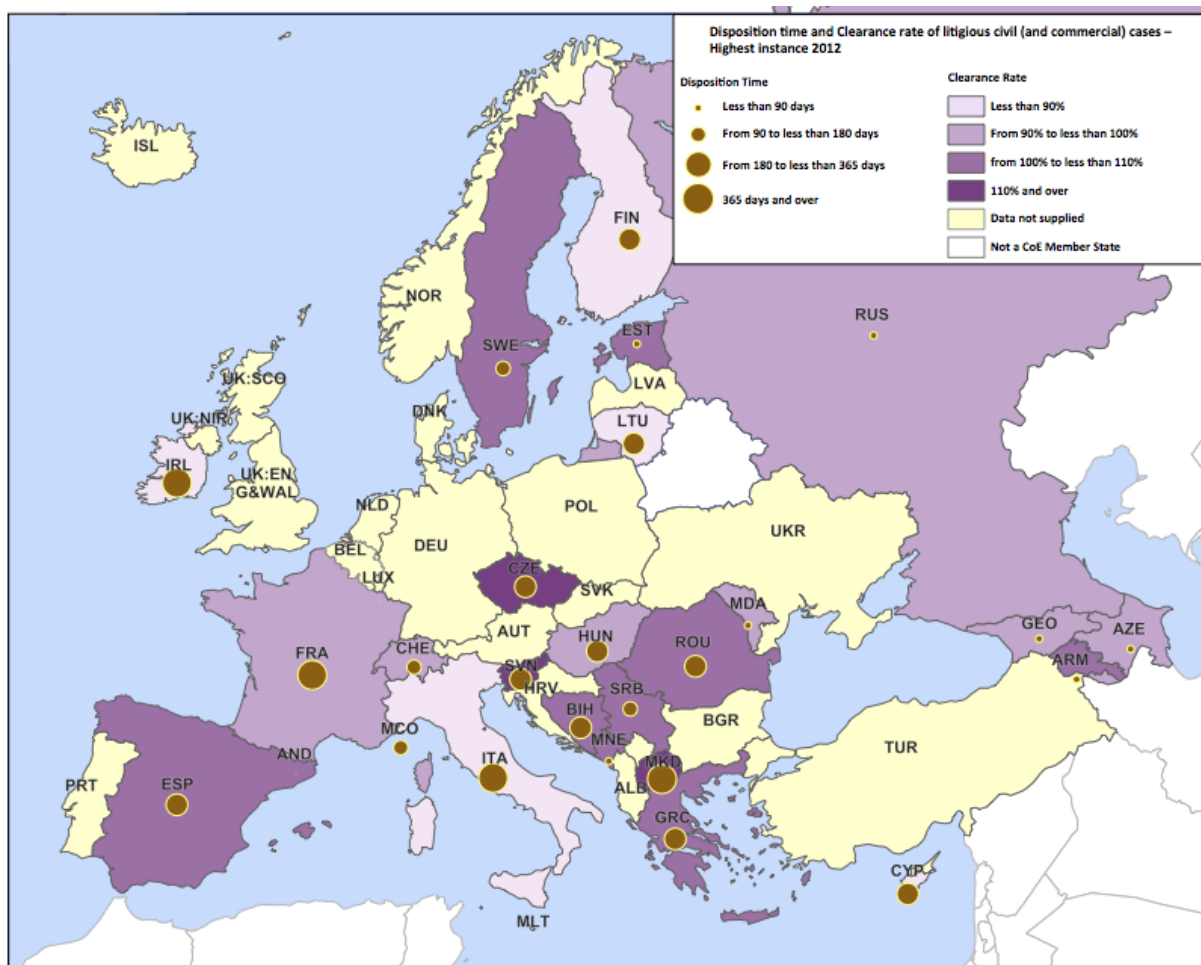 Disposition time and Clearance rate of litigious civil (and commercial) cases –
Highest instance 2012
Disposition Time
Less than 90 days
From 90 to less than 180 days
From 180 to less than 365 days
365 days and over
Clearance Rate
Less than 90%
From 90% to less than 100%
from 100% to less than 110%
110% and over
Data not supplied
Not a CoE Member State
ISL
FIN
NOR
RUS
SWE
EST
UK:SCO
LVA
DNK
UK:NIR
LTU
IRL
UK:EN
G&WAL
NLD
POL
UKR
DEU
BEL
CZE
LUX
SVK
MDA
AUT
HUN
GEO
AZE
ROU
CHE
FRA
SVN
ARM
HRV
SRB
BIH
BGR
MCO
MNE
TUR
AND
ITA
MKD
PRT
ESP
ALB
GRC
CYP
MLT